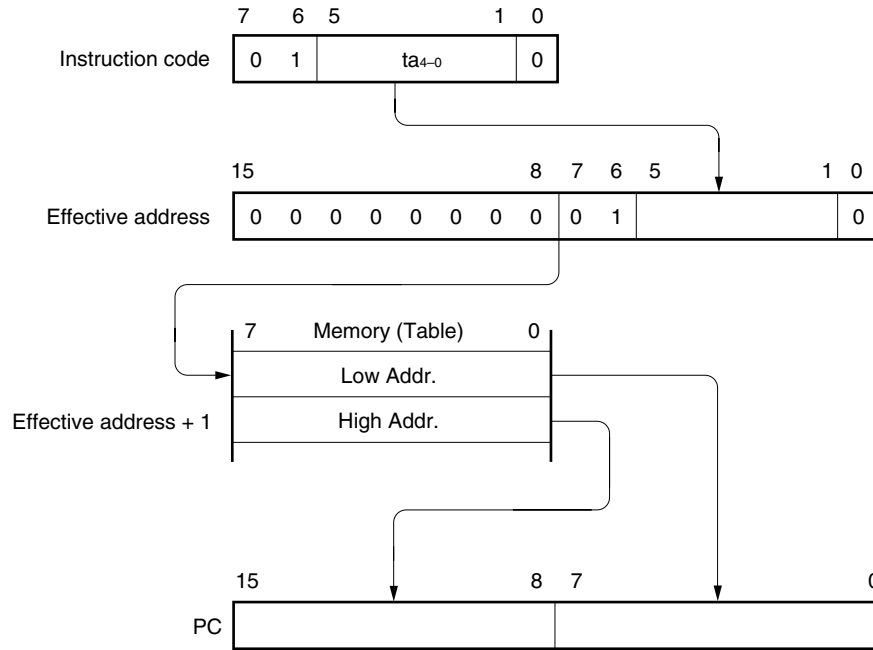 7 6 5 1 0
Instruction code 0 1 ta4–0 0
15 8 7 6 5 1 0
Effective address 0 0 0 0 0 0 0 0 0 1 0
7 Memory (Table) 0
Low Addr.
Effective address + 1 High Addr.
15 8 7 0
PC